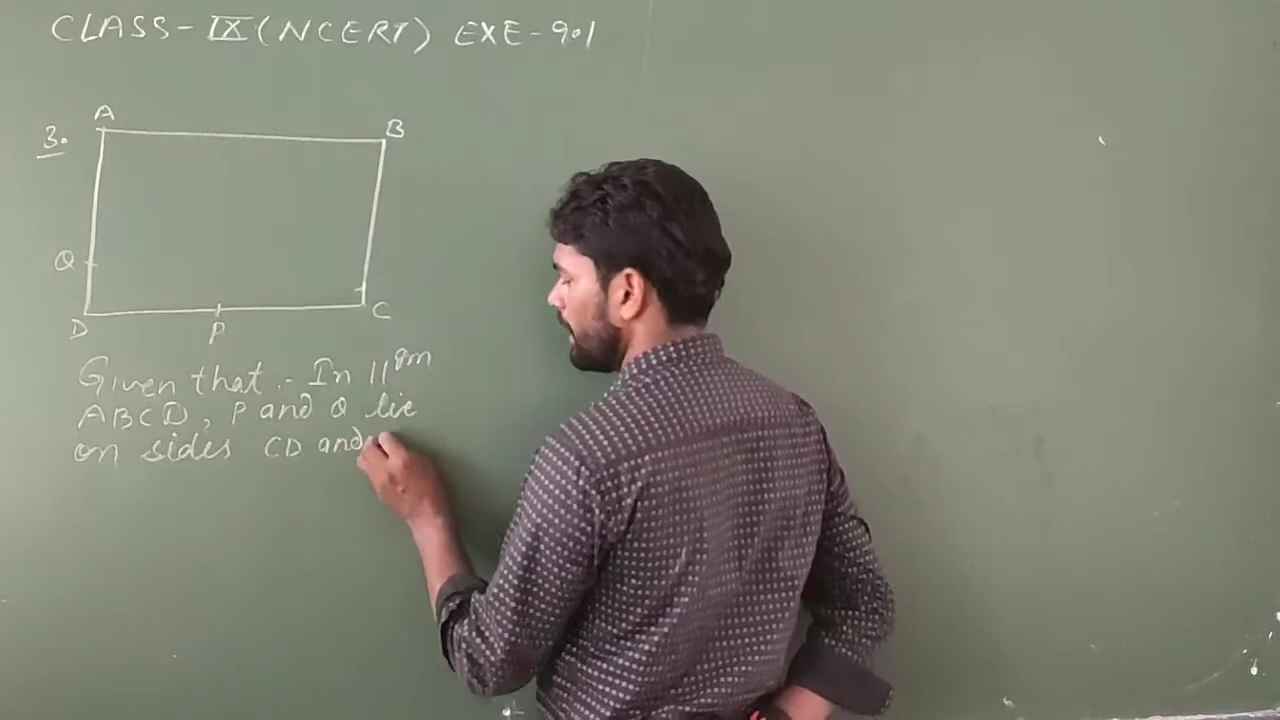 CLASS-IX (NCERT) EXE-9.1
3.
A
B
Q
D
P
C
Given that :- In ||gm
ABCD, P and Q lie
on sides CD and